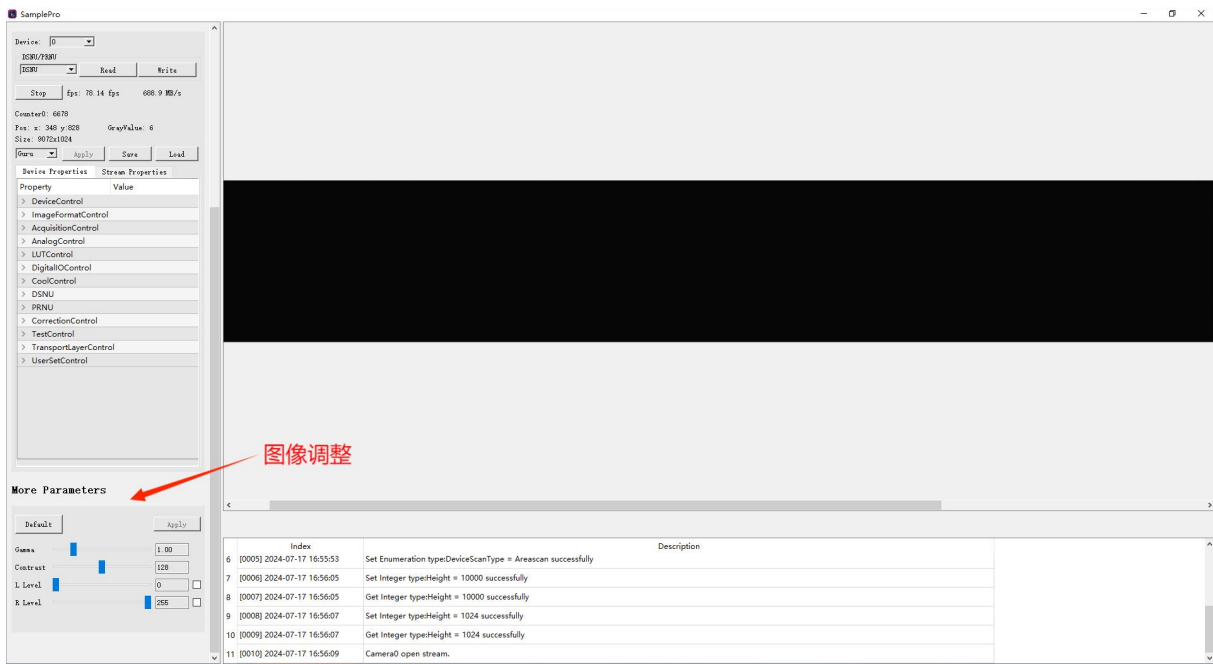 SamplePro
Device: 0
DSNU/PRNU
DSNU Read Write
Stop fps: 78.14 fps 688.9 MB/s
Counter0: 6678
Pos: x: 348 y:828 GrayValue: 6
Size: 9072x1024
Guru Apply Save Load
Device Properties Stream Properties
Property Value
> DeviceControl
> ImageFormatControl
> AcquisitionControl
> AnalogControl
> LUTControl
> DigitalIOControl
> CoolControl
> DSNU
> PRNU
> CorrectionControl
> TestControl
> TransportLayerControl
> UserSetControl
图像调整
More Parameters
Default Apply
Gamma 1.00
Contrast 128
L Level 0
R Level 255
Index Description
6 [0005] 2024-07-17 16:55:53 Set Enumeration type:DeviceScanType = Areascan successfully
7 [0006] 2024-07-17 16:56:05 Set Integer type:Height = 10000 successfully
8 [0007] 2024-07-17 16:56:05 Get Integer type:Height = 10000 successfully
9 [0008] 2024-07-17 16:56:07 Set Integer type:Height = 1024 successfully
10 [0009] 2024-07-17 16:56:07 Get Integer type:Height = 1024 successfully
11 [0010] 2024-07-17 16:56:09 Camera0 open stream.